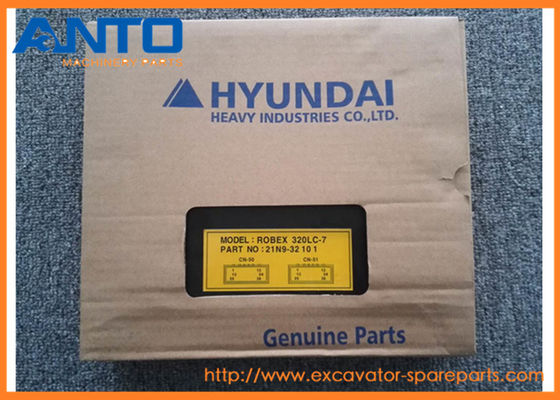 ANTO
MACHINERY PARTS
HYUNDAI
HEAVY INDUSTRIES CO.,LTD.
MODEL : ROBEX 320LC-7
PART NO : 21N9-32101
CN-50 CN-51
Genuine Parts
https://www.excavator-spareparts.com/